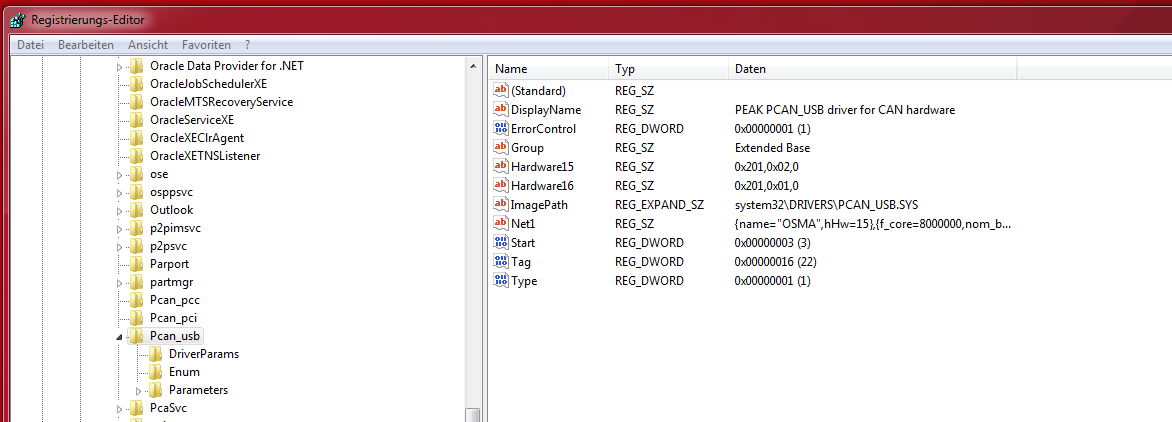 Registrierungs-Editor
Datei Bearbeiten Ansicht Favoriten ?
Oracle Data Provider for .NET
OracleJobSchedulerXE
OracleMTSRecoveryService
OracleServiceXE
OracleXEClrAgent
OracleXETNSListener
ose
osppsvc
Outlook
p2pimsvc
p2psvc
Parport
partmgr
Pcan_pcc
Pcan_pci
Pcan_usb
DriverParams
Enum
Parameters
PcaSvc
Name Typ Daten
(Standard) REG_SZ
DisplayName REG_SZ PEAK PCAN_USB driver for CAN hardware
ErrorControl REG_DWORD 0x00000001 (1)
Group REG_SZ Extended Base
Hardware15 REG_SZ 0x201,0x02,0
Hardware16 REG_SZ 0x201,0x01,0
ImagePath REG_EXPAND_SZ system32\DRIVERS\PCAN_USB.SYS
Net1 REG_SZ {name="OSMA",hHw=15},{f_core=8000000,nom_b...
Start REG_DWORD 0x00000003 (3)
Tag REG_DWORD 0x00000016 (22)
Type REG_DWORD 0x00000001 (1)